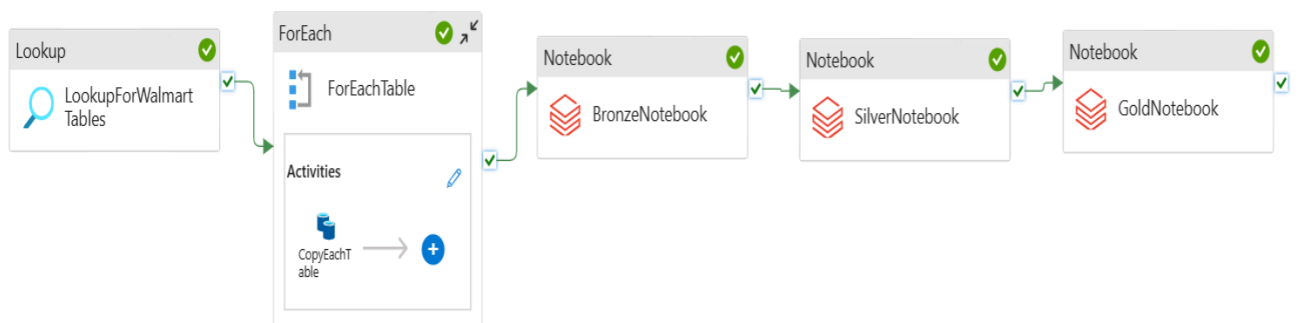 Lookup
LookupForWalmart
Tables
ForEach
ForEachTable
Activities
CopyEachT
able
Notebook
BronzeNotebook
Notebook
SilverNotebook
Notebook
GoldNotebook